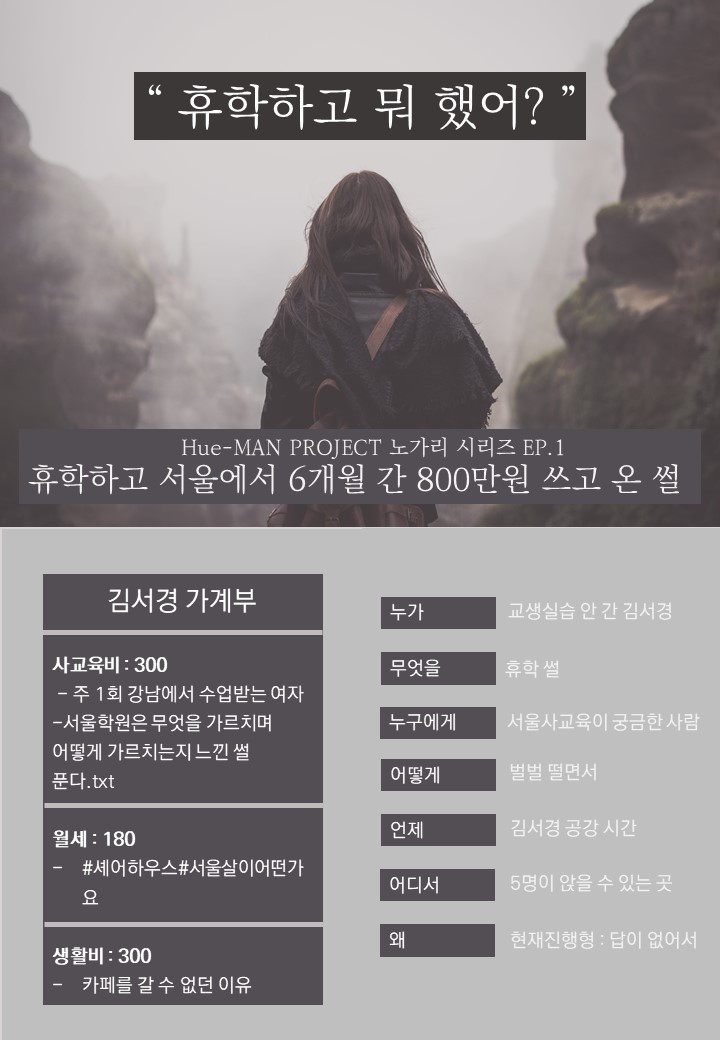 “ 휴학하고 뭐 했어? ”
Hue-MAN PROJECT 노가리 시리즈 EP.1
휴학하고 서울에서 6개월 간 800만원 쓰고 온 썰
김서경 가계부
사교육비 : 300
- 주 1회 강남에서 수업받는 여자
-서울학원은 무엇을 가르치며
어떻게 가르치는지 느낀 썰
푼다.txt
월세 : 180
- #셰어하우스#서울살이어떤가
요
생활비 : 300
- 카페를 갈 수 없던 이유
누가 교생실습 안 간 김서경
무엇을 휴학 썰
누구에게 서울사교육이 궁금한 사람
어떻게 벌벌 떨면서
언제 김서경 공강 시간
어디서 5명이 앉을 수 있는 곳
왜 현재진행형 : 답이 없어서